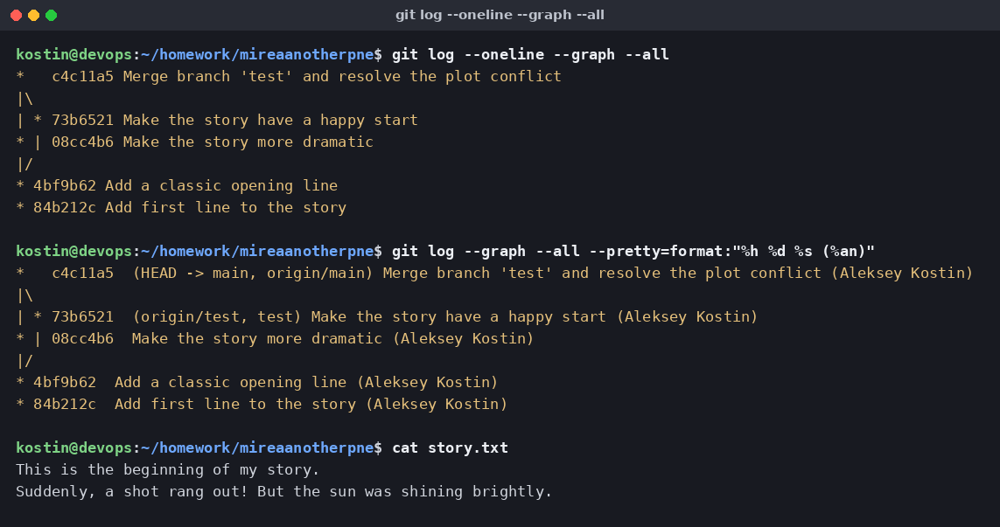 git log --oneline --graph --all
kostin@devops:~/homework/mireaanotherpne$ git log --oneline --graph --all
*   c4c11a5 Merge branch 'test' and resolve the plot conflict
|\
| * 73b6521 Make the story have a happy start
* | 08cc4b6 Make the story more dramatic
|/
* 4bf9b62 Add a classic opening line
* 84b212c Add first line to the story
kostin@devops:~/homework/mireaanotherpne$ git log --graph --all --pretty=format:"%h %d %s (%an)"
*   c4c11a5  (HEAD -> main, origin/main) Merge branch 'test' and resolve the plot conflict (Aleksey Kostin)
|\
| * 73b6521  (origin/test, test) Make the story have a happy start (Aleksey Kostin)
* | 08cc4b6  Make the story more dramatic (Aleksey Kostin)
|/
* 4bf9b62  Add a classic opening line (Aleksey Kostin)
* 84b212c  Add first line to the story (Aleksey Kostin)
kostin@devops:~/homework/mireaanotherpne$ cat story.txt
This is the beginning of my story.
Suddenly, a shot rang out! But the sun was shining brightly.